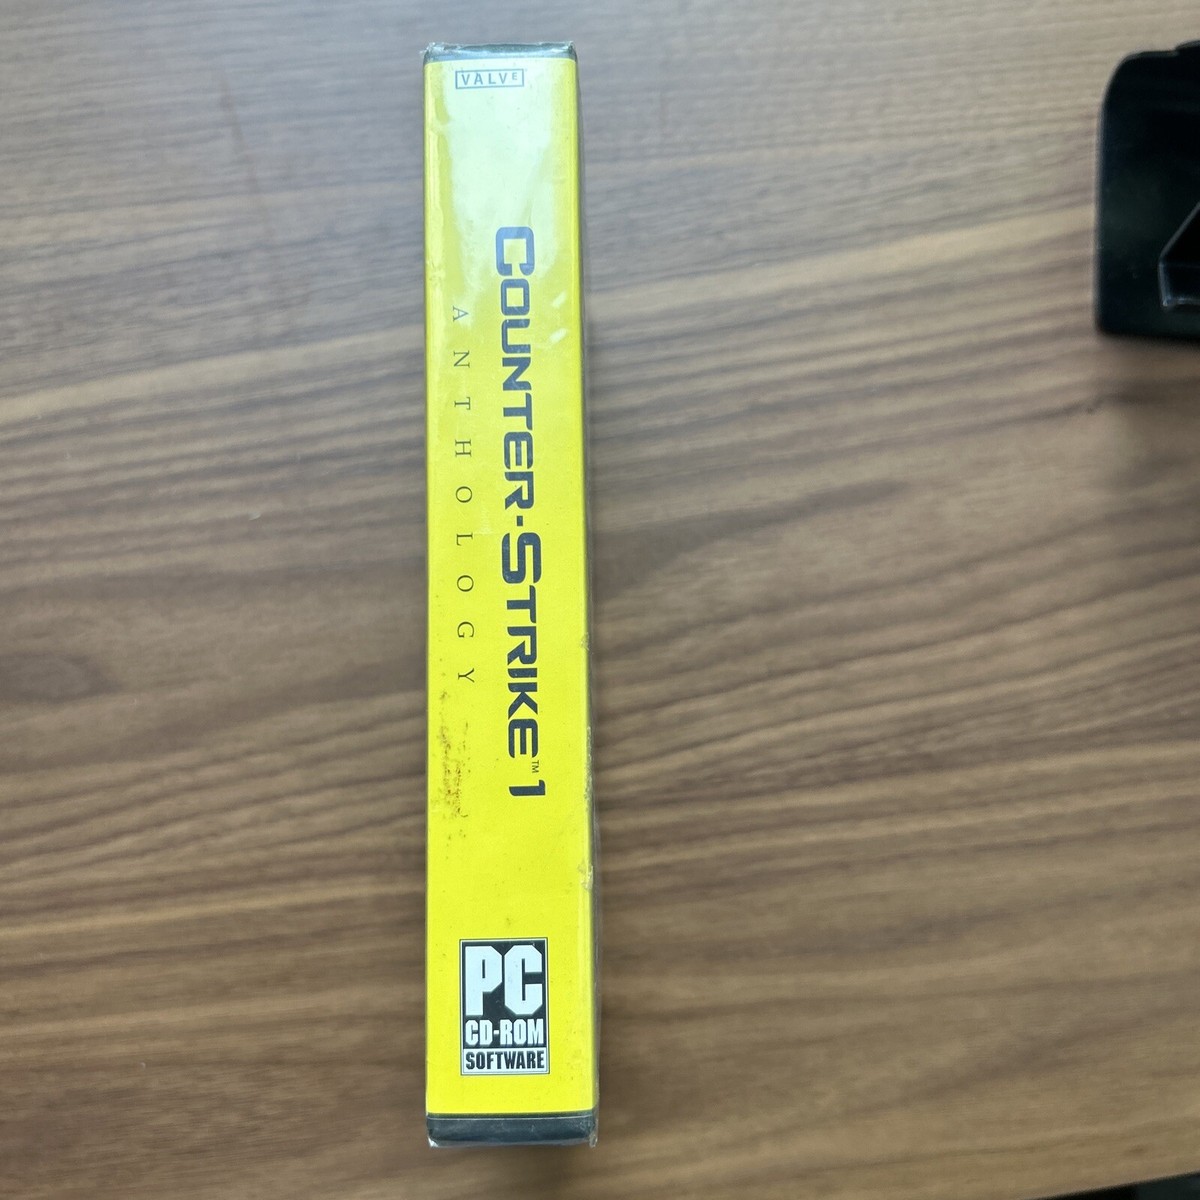 VALVE
COUNTER-STRIKE™ 1
ANTHOLOGY
PC
CD-ROM
SOFTWARE